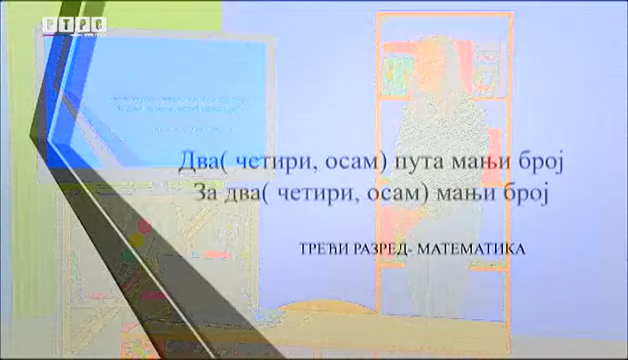 РТРС
Два( четири, осам) пута мањи број
За два( четири, осам) мањи број
ТРЕЋИ РАЗРЕД- МАТЕМАТИКА